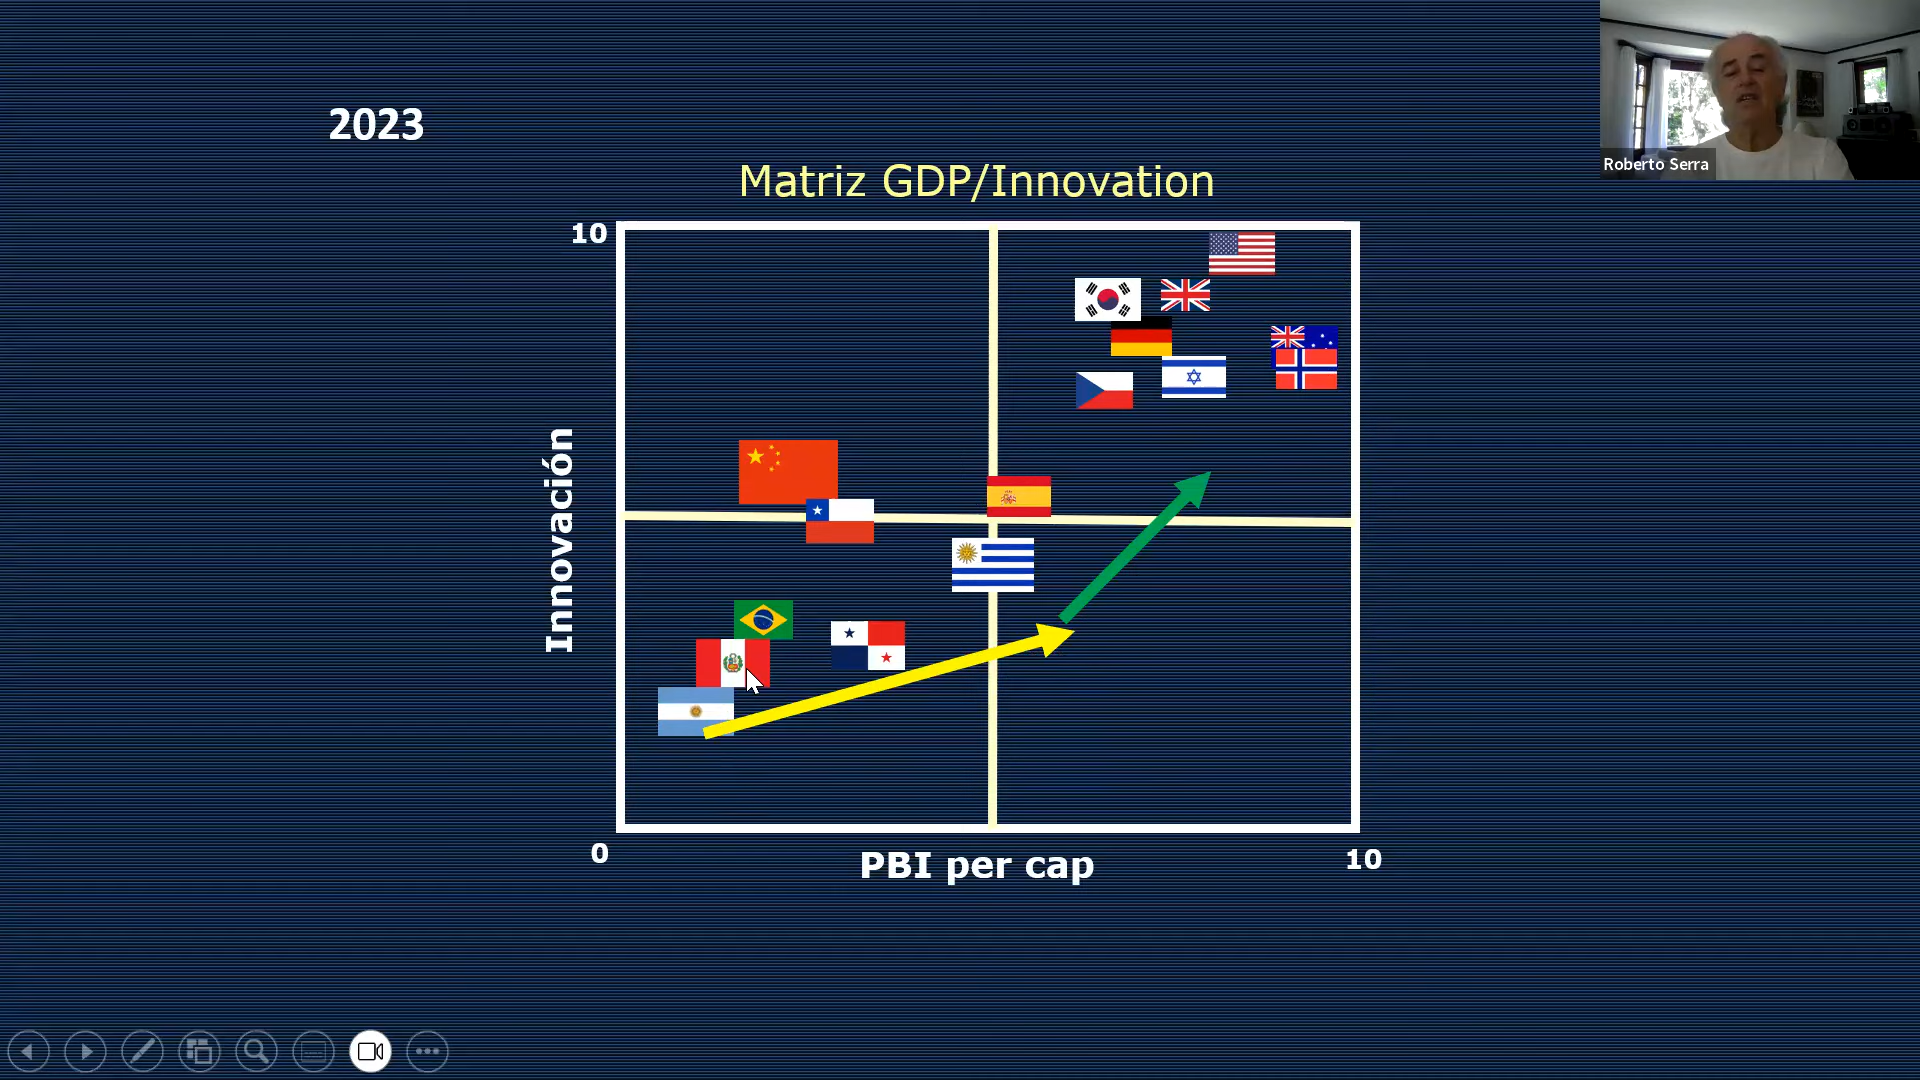 2023
Matriz GDP/Innovation
10
Innovación
0
PBI per cap
10
Roberto Serra